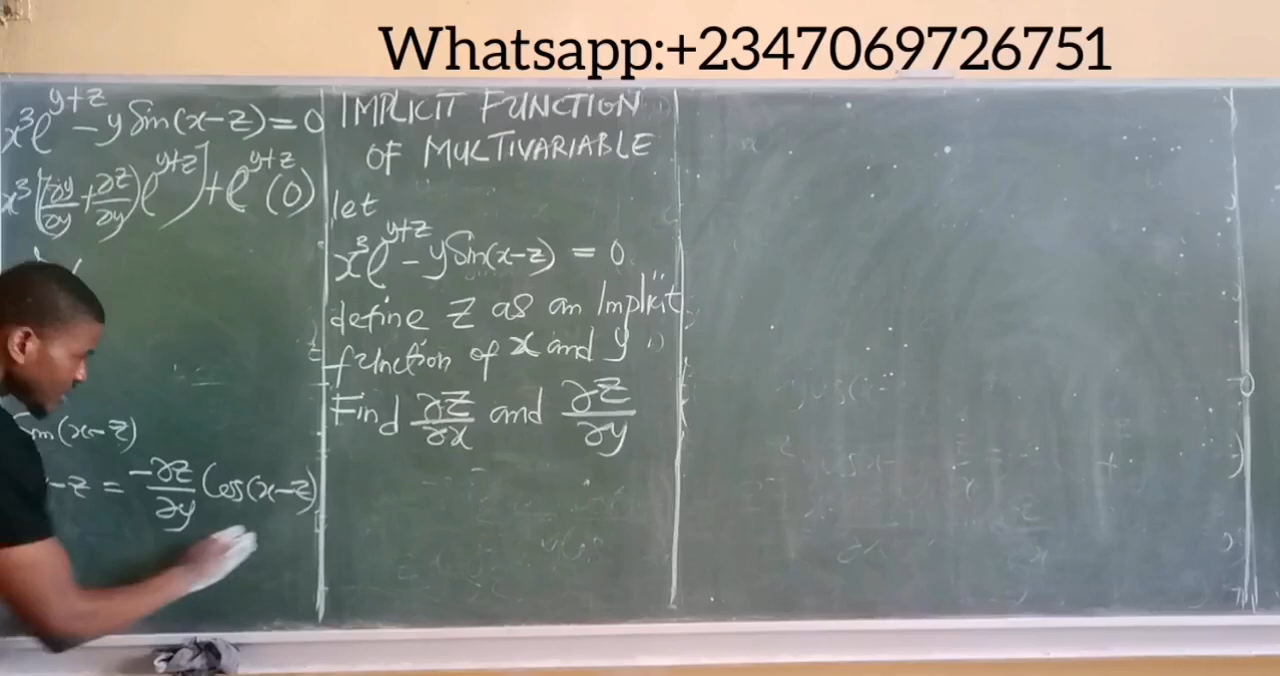 Whatsapp:+2347069726751
x³e^(y+z) - y Sin(x-z) = 0
x³[(∂y/∂y + ∂z/∂y) e^(y+z)] + e^(y+z) (0)
Sin(x-z)
-z = -∂z/∂y Cos(x-z)
IMPLICIT FUNCTION
OF MULTIVARIABLE
let
x³e^(y+z) - y Sin(x-z) = 0
define Z as an Implicit
function of x and y
Find ∂Z/∂x and ∂Z/∂y